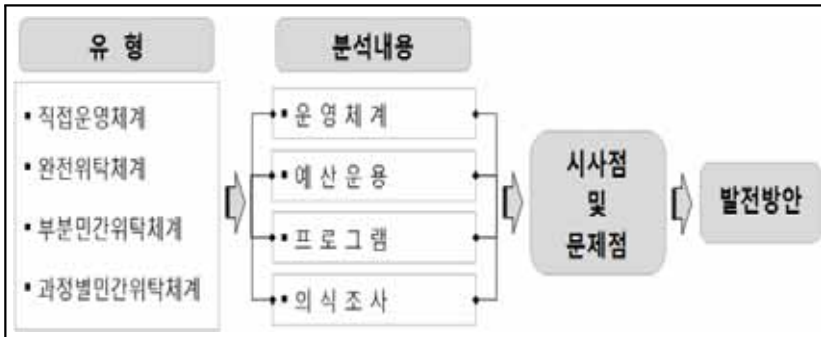 유 형
분석내용
▪ 직접운영체계
▪ 완전위탁체계
▪ 부분민간위탁체계
▪ 과정별민간위탁체계
▪ 운 영 체 계
▪ 예 산 운 용
▪ 프 로 그 램
▪ 의 식 조 사
시사점
및
문제점
발전방안